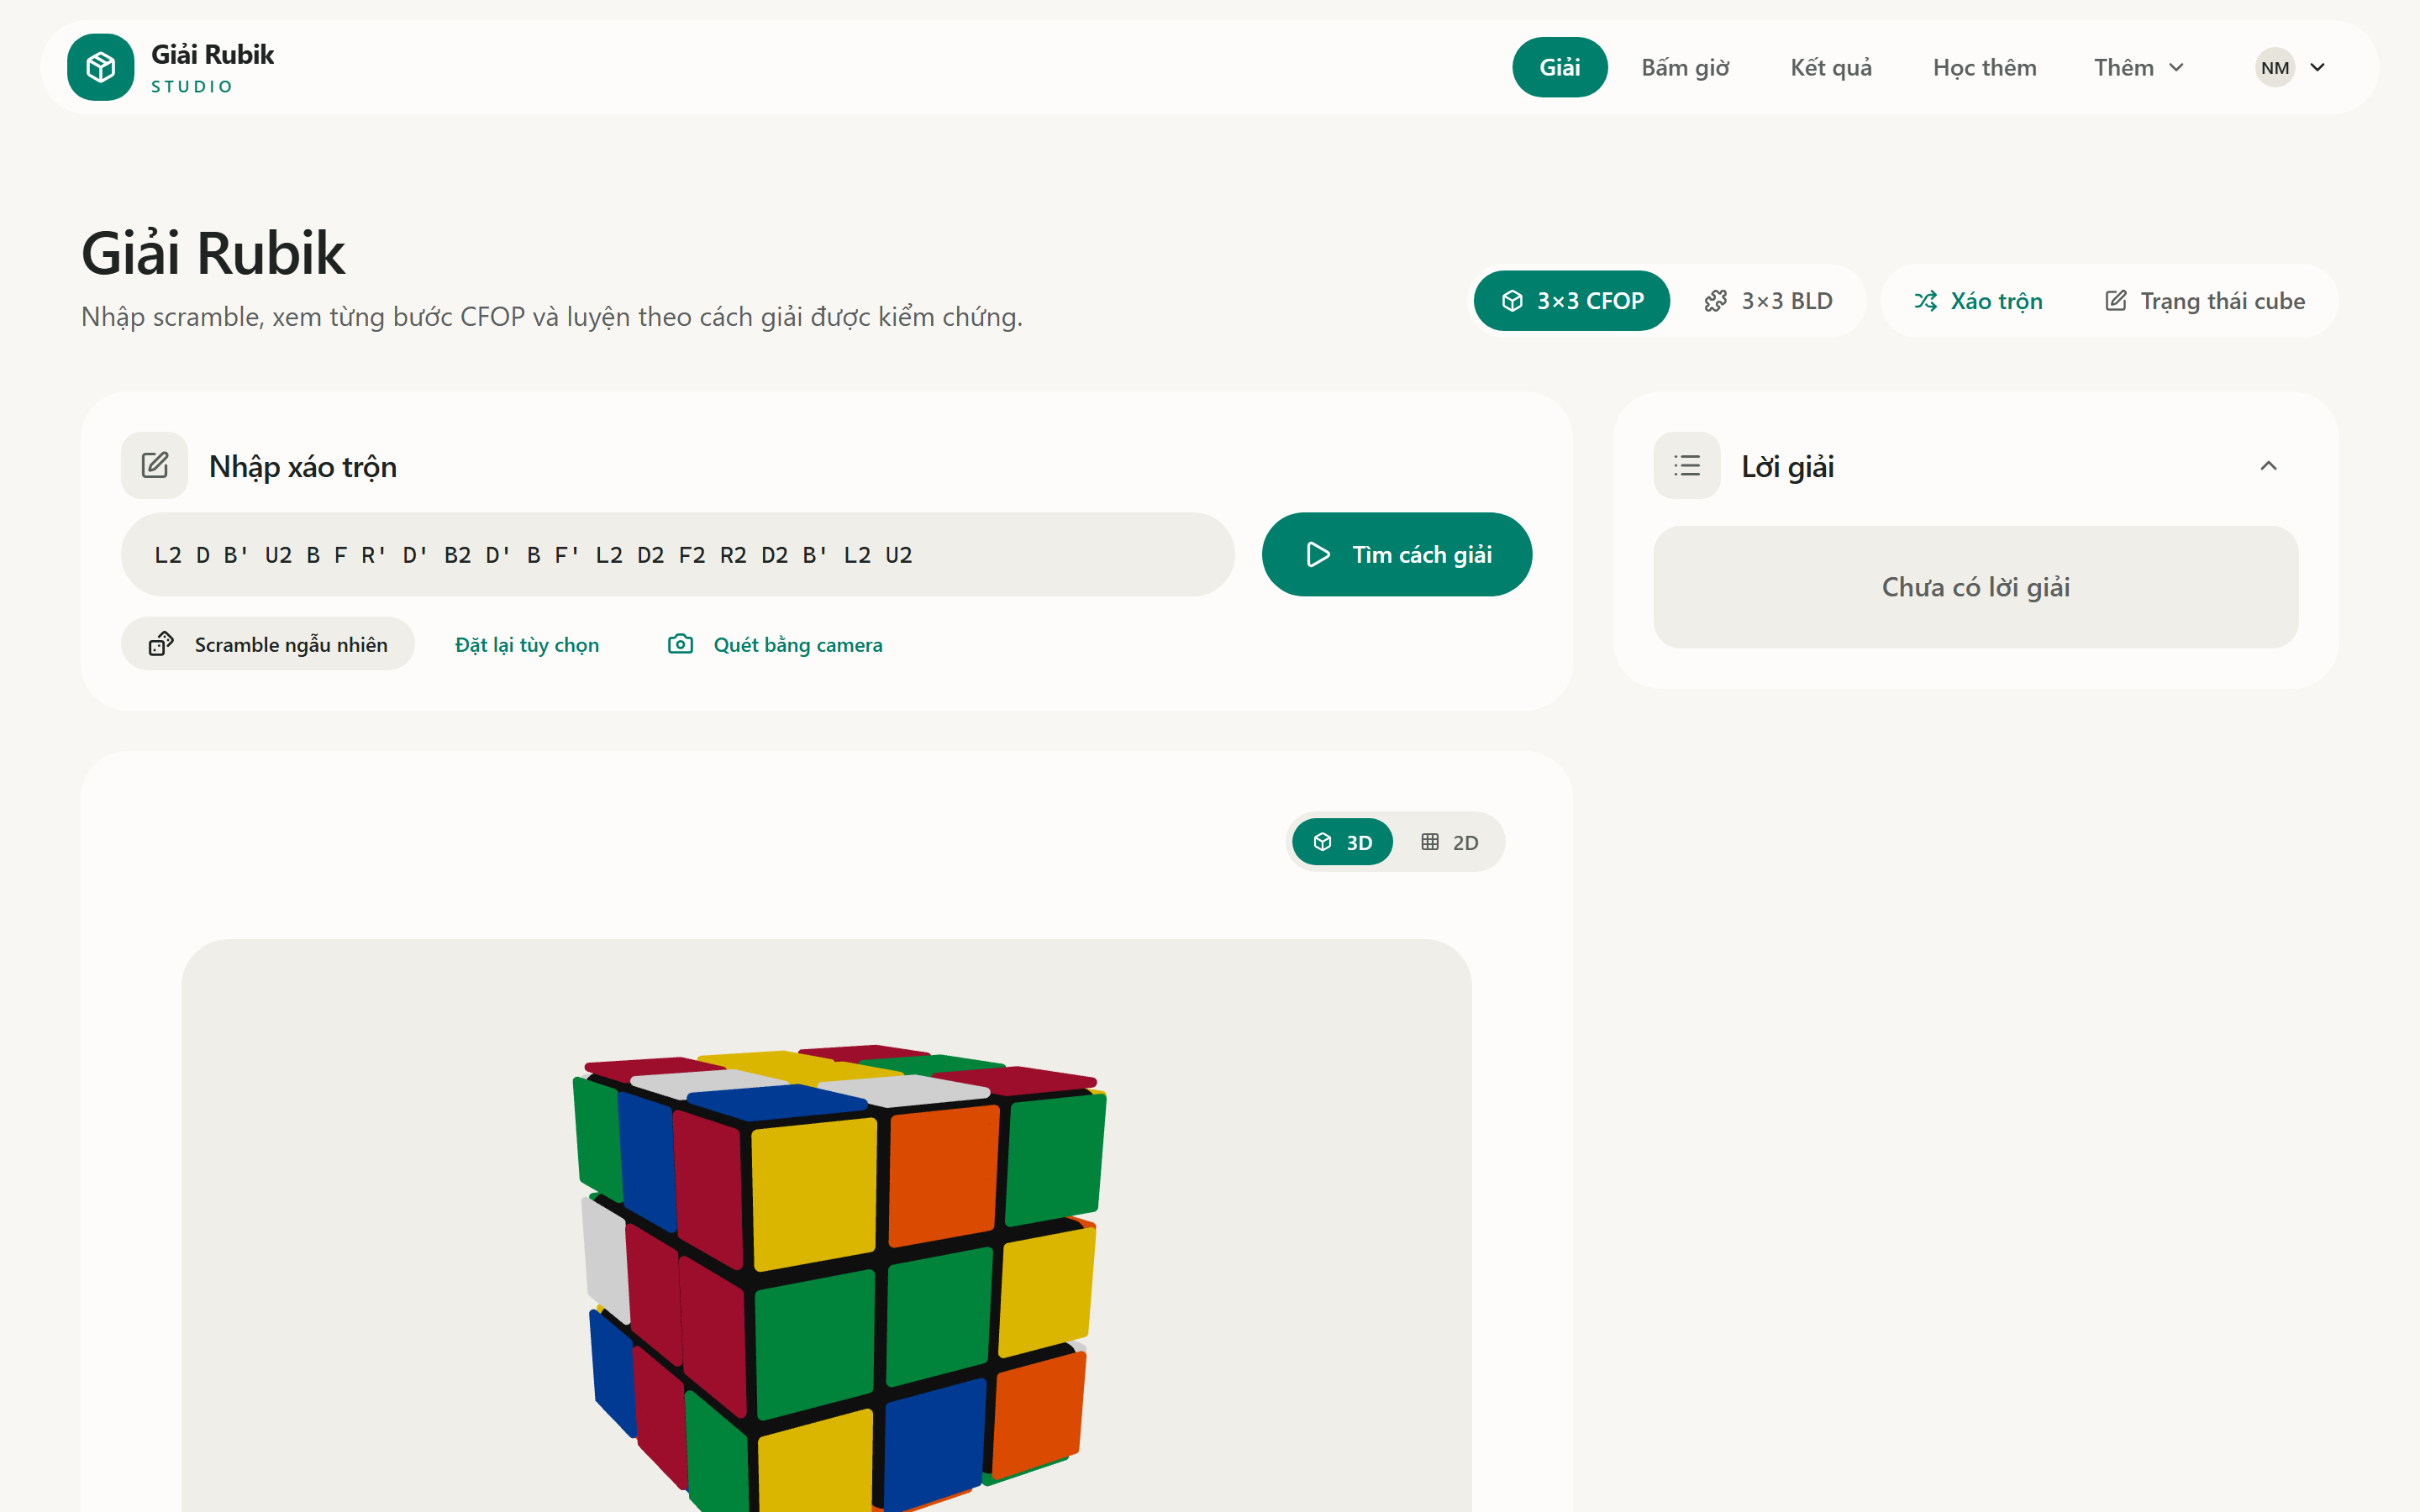 Giải Rubik
STUDIO
Giải
Bấm giờ
Kết quả
Học thêm
Thêm
NM
Giải Rubik
Nhập scramble, xem từng bước CFOP và luyện theo cách giải được kiểm chứng.
3×3 CFOP
3×3 BLD
Xáo trộn
Trạng thái cube
Nhập xáo trộn
L2 D B' U2 B F R' D' B2 D' B F' L2 D2 F2 R2 D2 B' L2 U2
Tìm cách giải
Scramble ngẫu nhiên
Đặt lại tùy chọn
Quét bằng camera
Lời giải
Chưa có lời giải
3D
2D